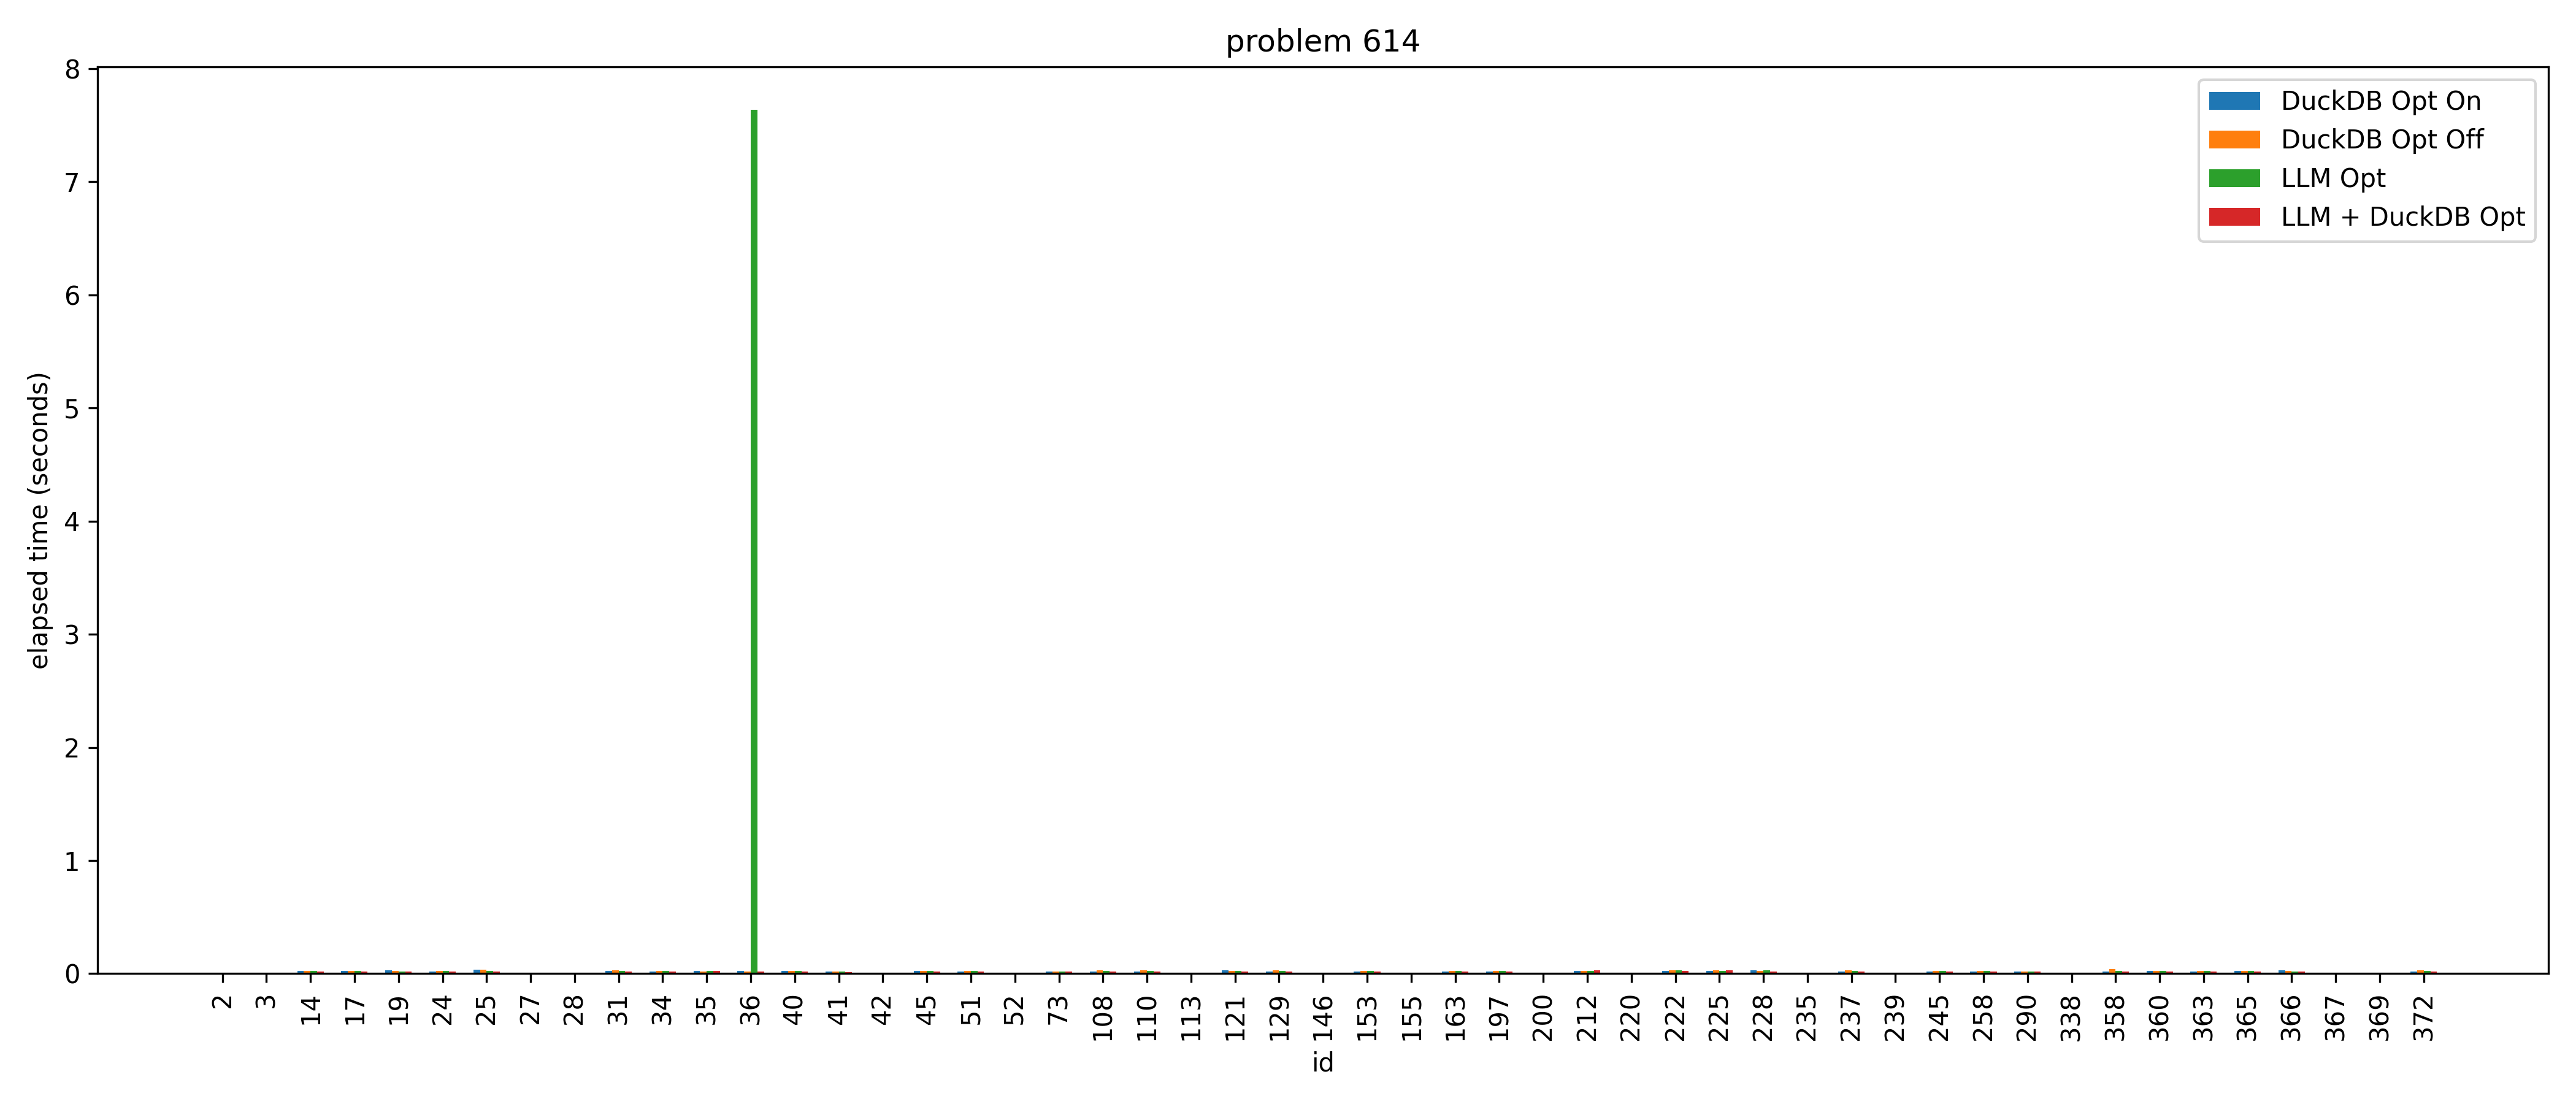 problem 614
8
7
6
5
4
3
2
1
0
elapsed time (seconds)
DuckDB Opt On
DuckDB Opt Off
LLM Opt
LLM + DuckDB Opt
2 3 14 17 19 24 25 27 28 31 34 35 36 40 41 42 45 51 52 73 108 110 113 121 129 146 153 155 163 197 200 212 220 222 225 228 235 237 239 245 258 290 338 358 360 363 365 366 367 369 372
id